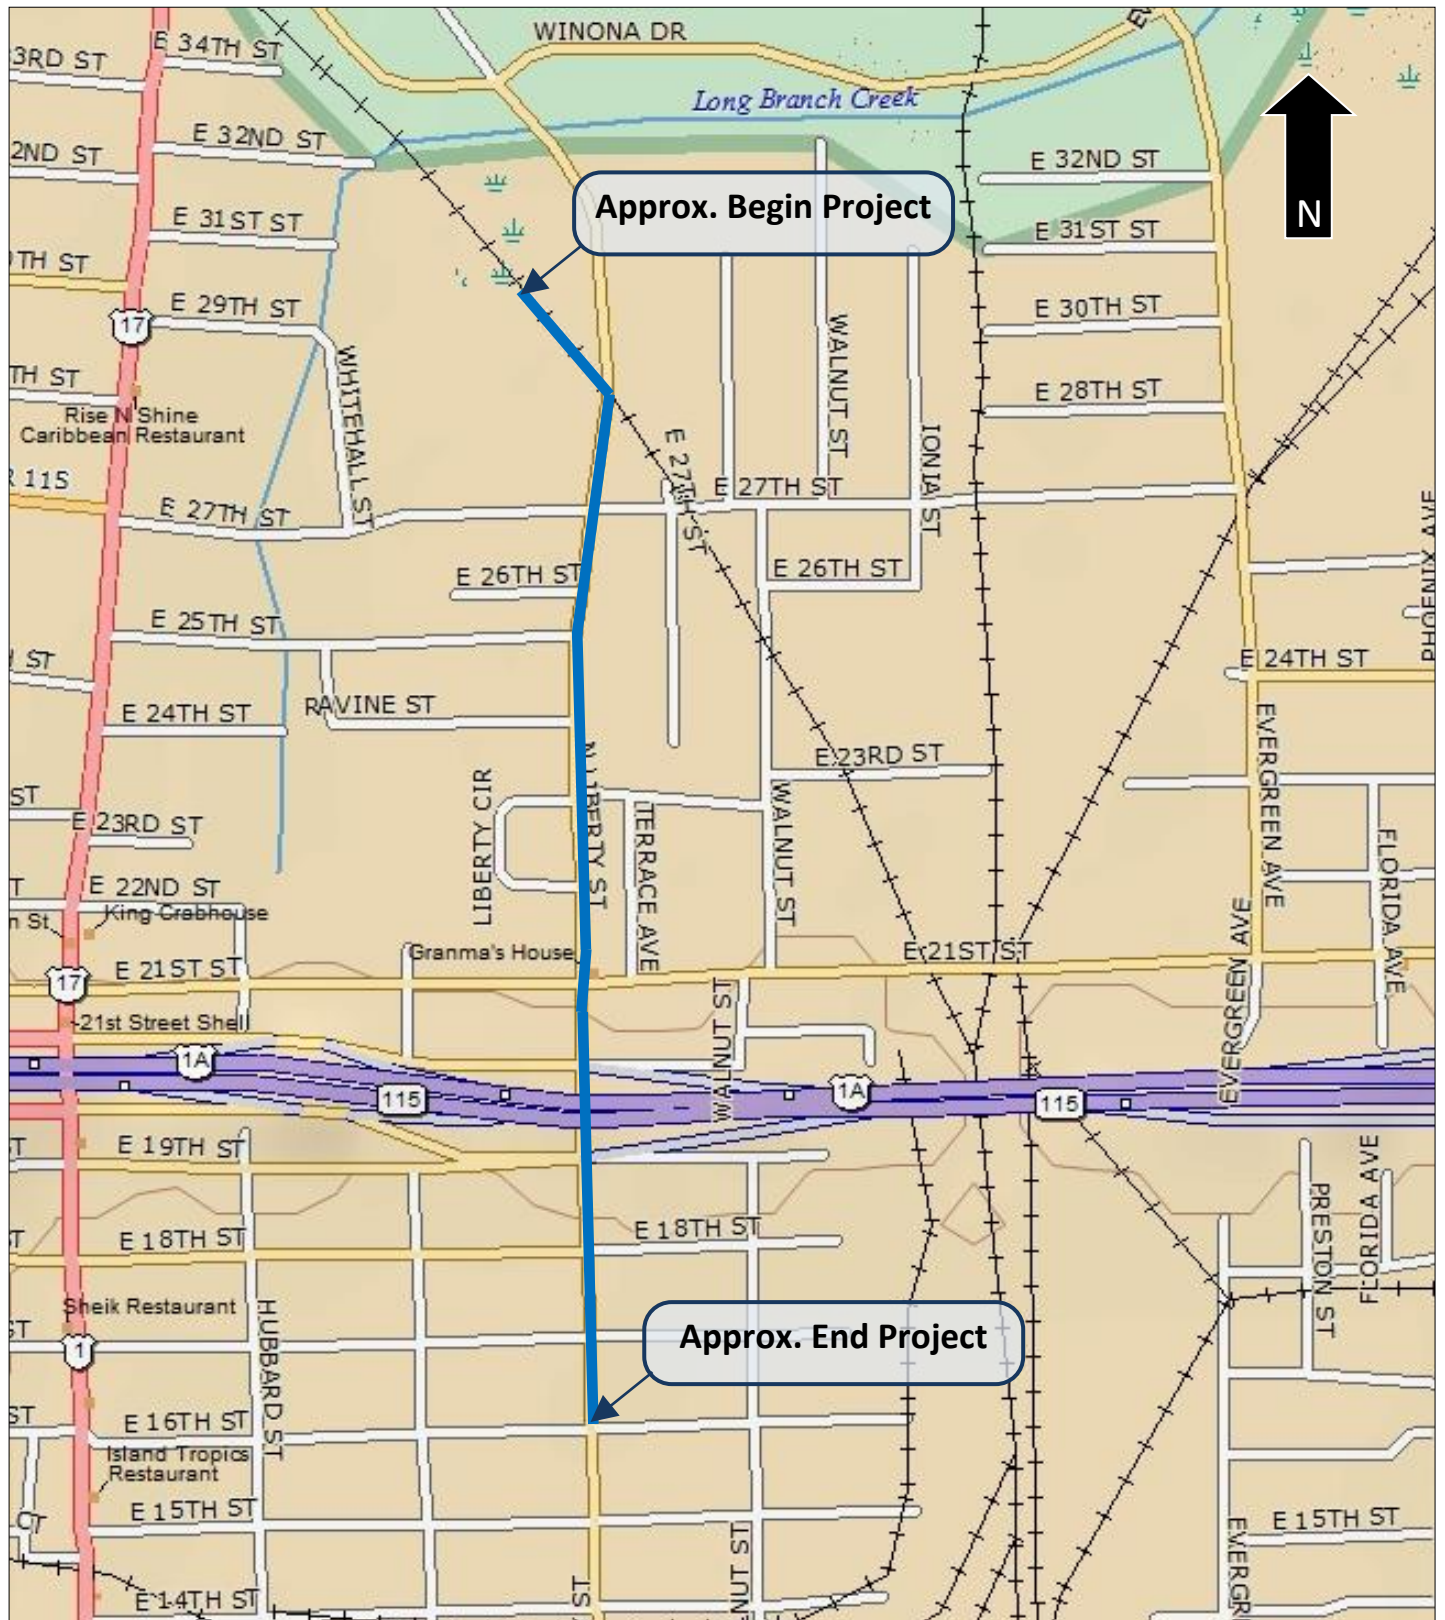 WINONA DR
E 34TH ST
3RD ST
Long Branch Creek
E 32ND ST
2ND ST
E 32ND ST
Approx. Begin Project
N
E 31ST ST
E 31ST ST
TH ST
E 29TH ST
E 30TH ST
17
WALNUT ST
WHITEHALL ST
TH ST
E 28TH ST
Rise N Shine
Caribbean Restaurant
IONIA ST
E 27TH ST
115
E 27TH ST
E 27TH ST
PHOENIX AVE
E 26TH ST
E 26TH ST
E 25TH ST
ST
E 24TH ST
RAVINE ST
E 24TH ST
EVERGREEN AVE
N LIBERTY ST
E 23RD ST
LIBERTY CIR
WALNUT ST
ST
E 23RD ST
TERRACE AVE
FLORIDA AVE
T
E 22ND ST
King Crabhouse
n St
Granma's House
E 21ST ST
EVERGREEN AVE
E 21ST ST
17
WALNUT ST
21st Street Shell
1A
1A
115
115
E 19TH ST
ST
FLORIDA AVE
PRESTON ST
E 18TH ST
E 18TH ST
ST
Sheik Restaurant
HUBBARD ST
Approx. End Project
ST
1
ST
E 16TH ST
Island Tropics
Restaurant
E 15TH ST
CT
E 15TH ST
EVERGR
NUT ST
ST
E 14TH ST